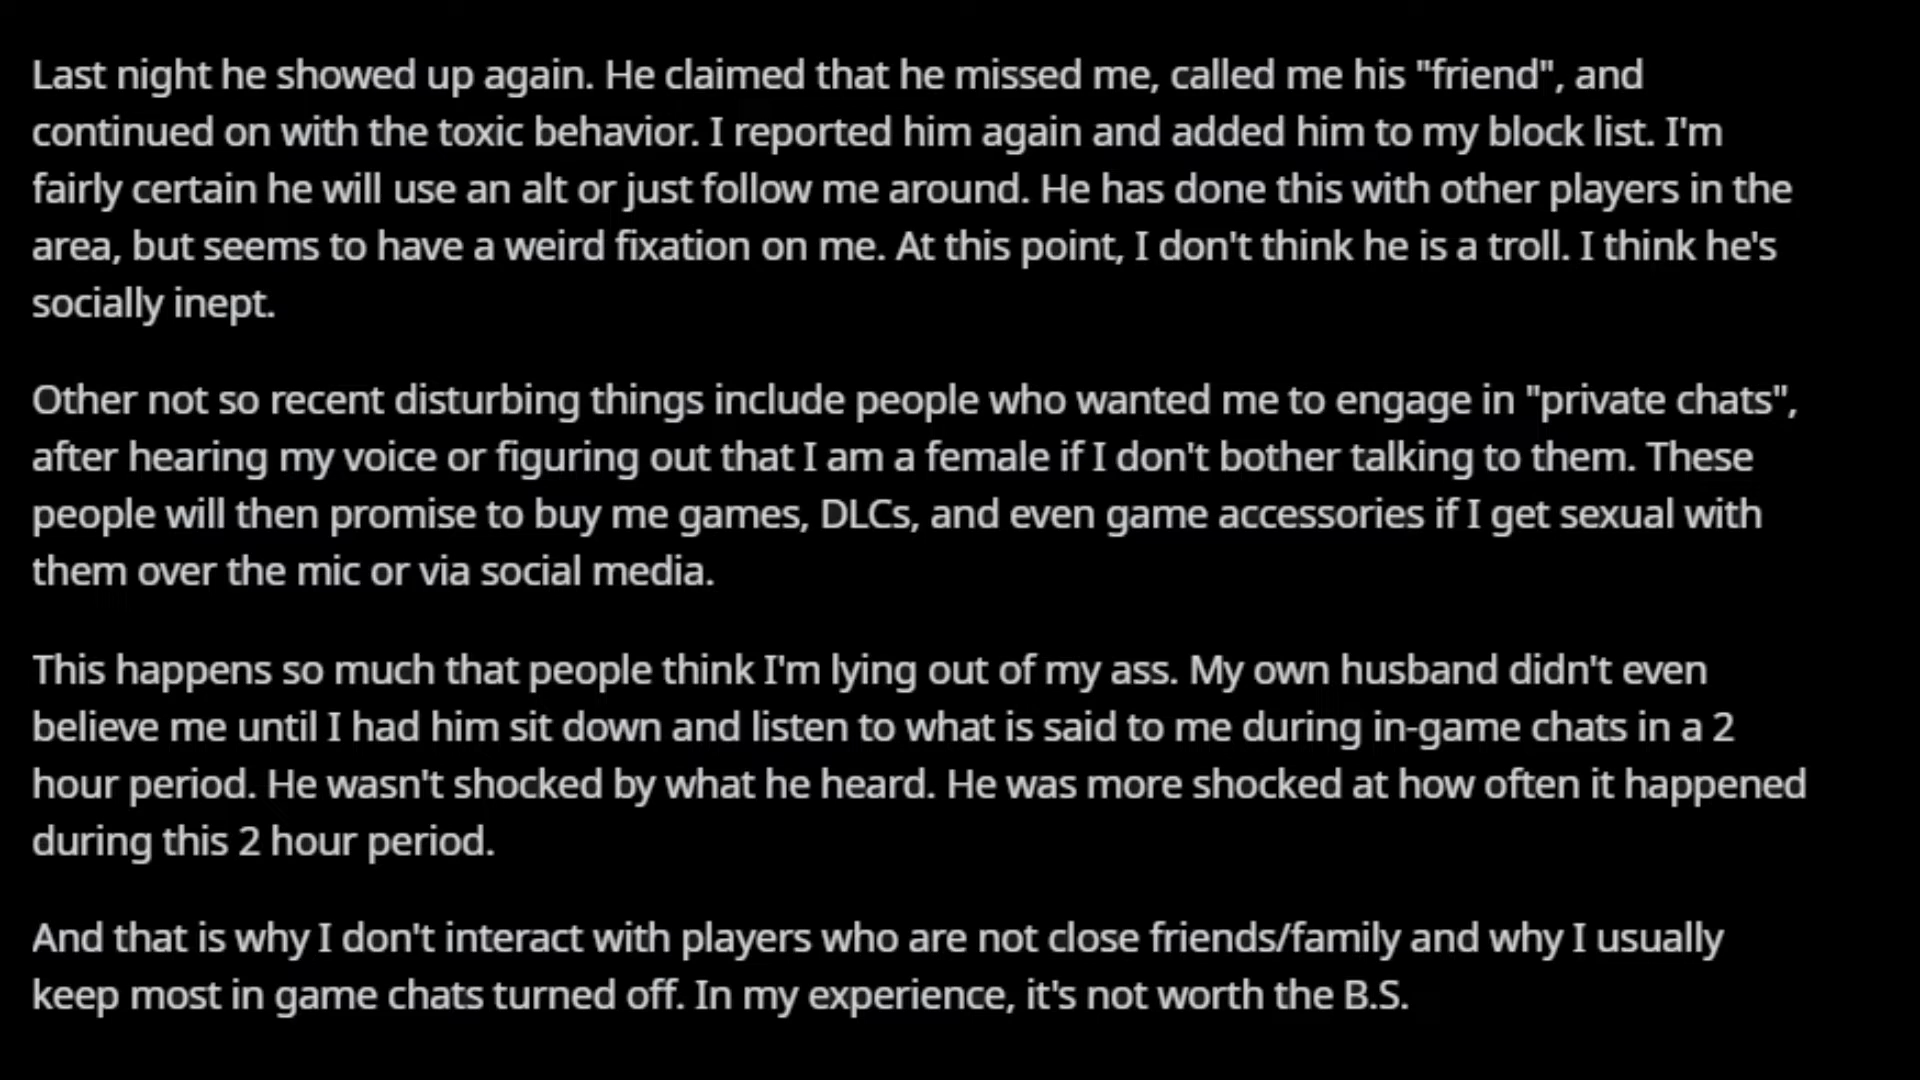 Last night he showed up again. He claimed that he missed me, called me his "friend", and
continued on with the toxic behavior. I reported him again and added him to my block list. I'm
fairly certain he will use an alt or just follow me around. He has done this with other players in the
area, but seems to have a weird fixation on me. At this point, I don't think he is a troll. I think he's
socially inept.
Other not so recent disturbing things include people who wanted me to engage in "private chats",
after hearing my voice or figuring out that I am a female if I don't bother talking to them. These
people will then promise to buy me games, DLCs, and even game accessories if I get sexual with
them over the mic or via social media.
This happens so much that people think I'm lying out of my ass. My own husband didn't even
believe me until I had him sit down and listen to what is said to me during in-game chats in a 2
hour period. He wasn't shocked by what he heard. He was more shocked at how often it happened
during this 2 hour period.
And that is why I don't interact with players who are not close friends/family and why I usually
keep most in game chats turned off. In my experience, it's not worth the B.S.